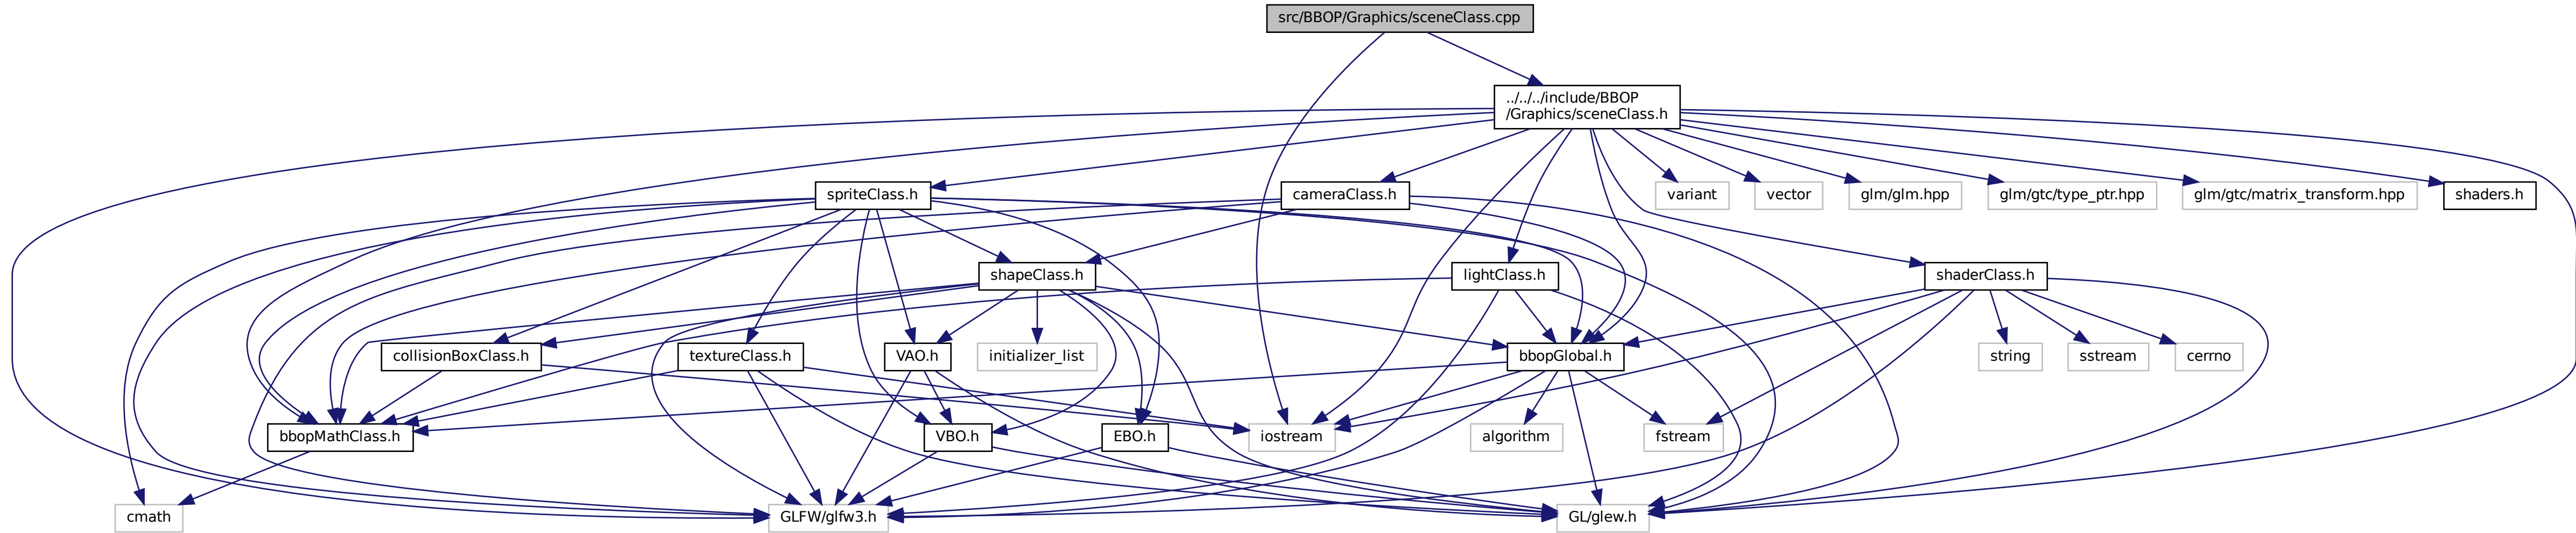 src/BBOP/Graphics/sceneClass.cpp
../../../include/BBOP
/Graphics/sceneClass.h
spriteClass.h
cameraClass.h
variant
vector
glm/glm.hpp
glm/gtc/type_ptr.hpp
glm/gtc/matrix_transform.hpp
shaders.h
shapeClass.h
lightClass.h
shaderClass.h
collisionBoxClass.h
textureClass.h
VAO.h
initializer_list
bbopGlobal.h
string
sstream
cerrno
bbopMathClass.h
VBO.h
EBO.h
iostream
algorithm
fstream
cmath
GLFW/glfw3.h
GL/glew.h